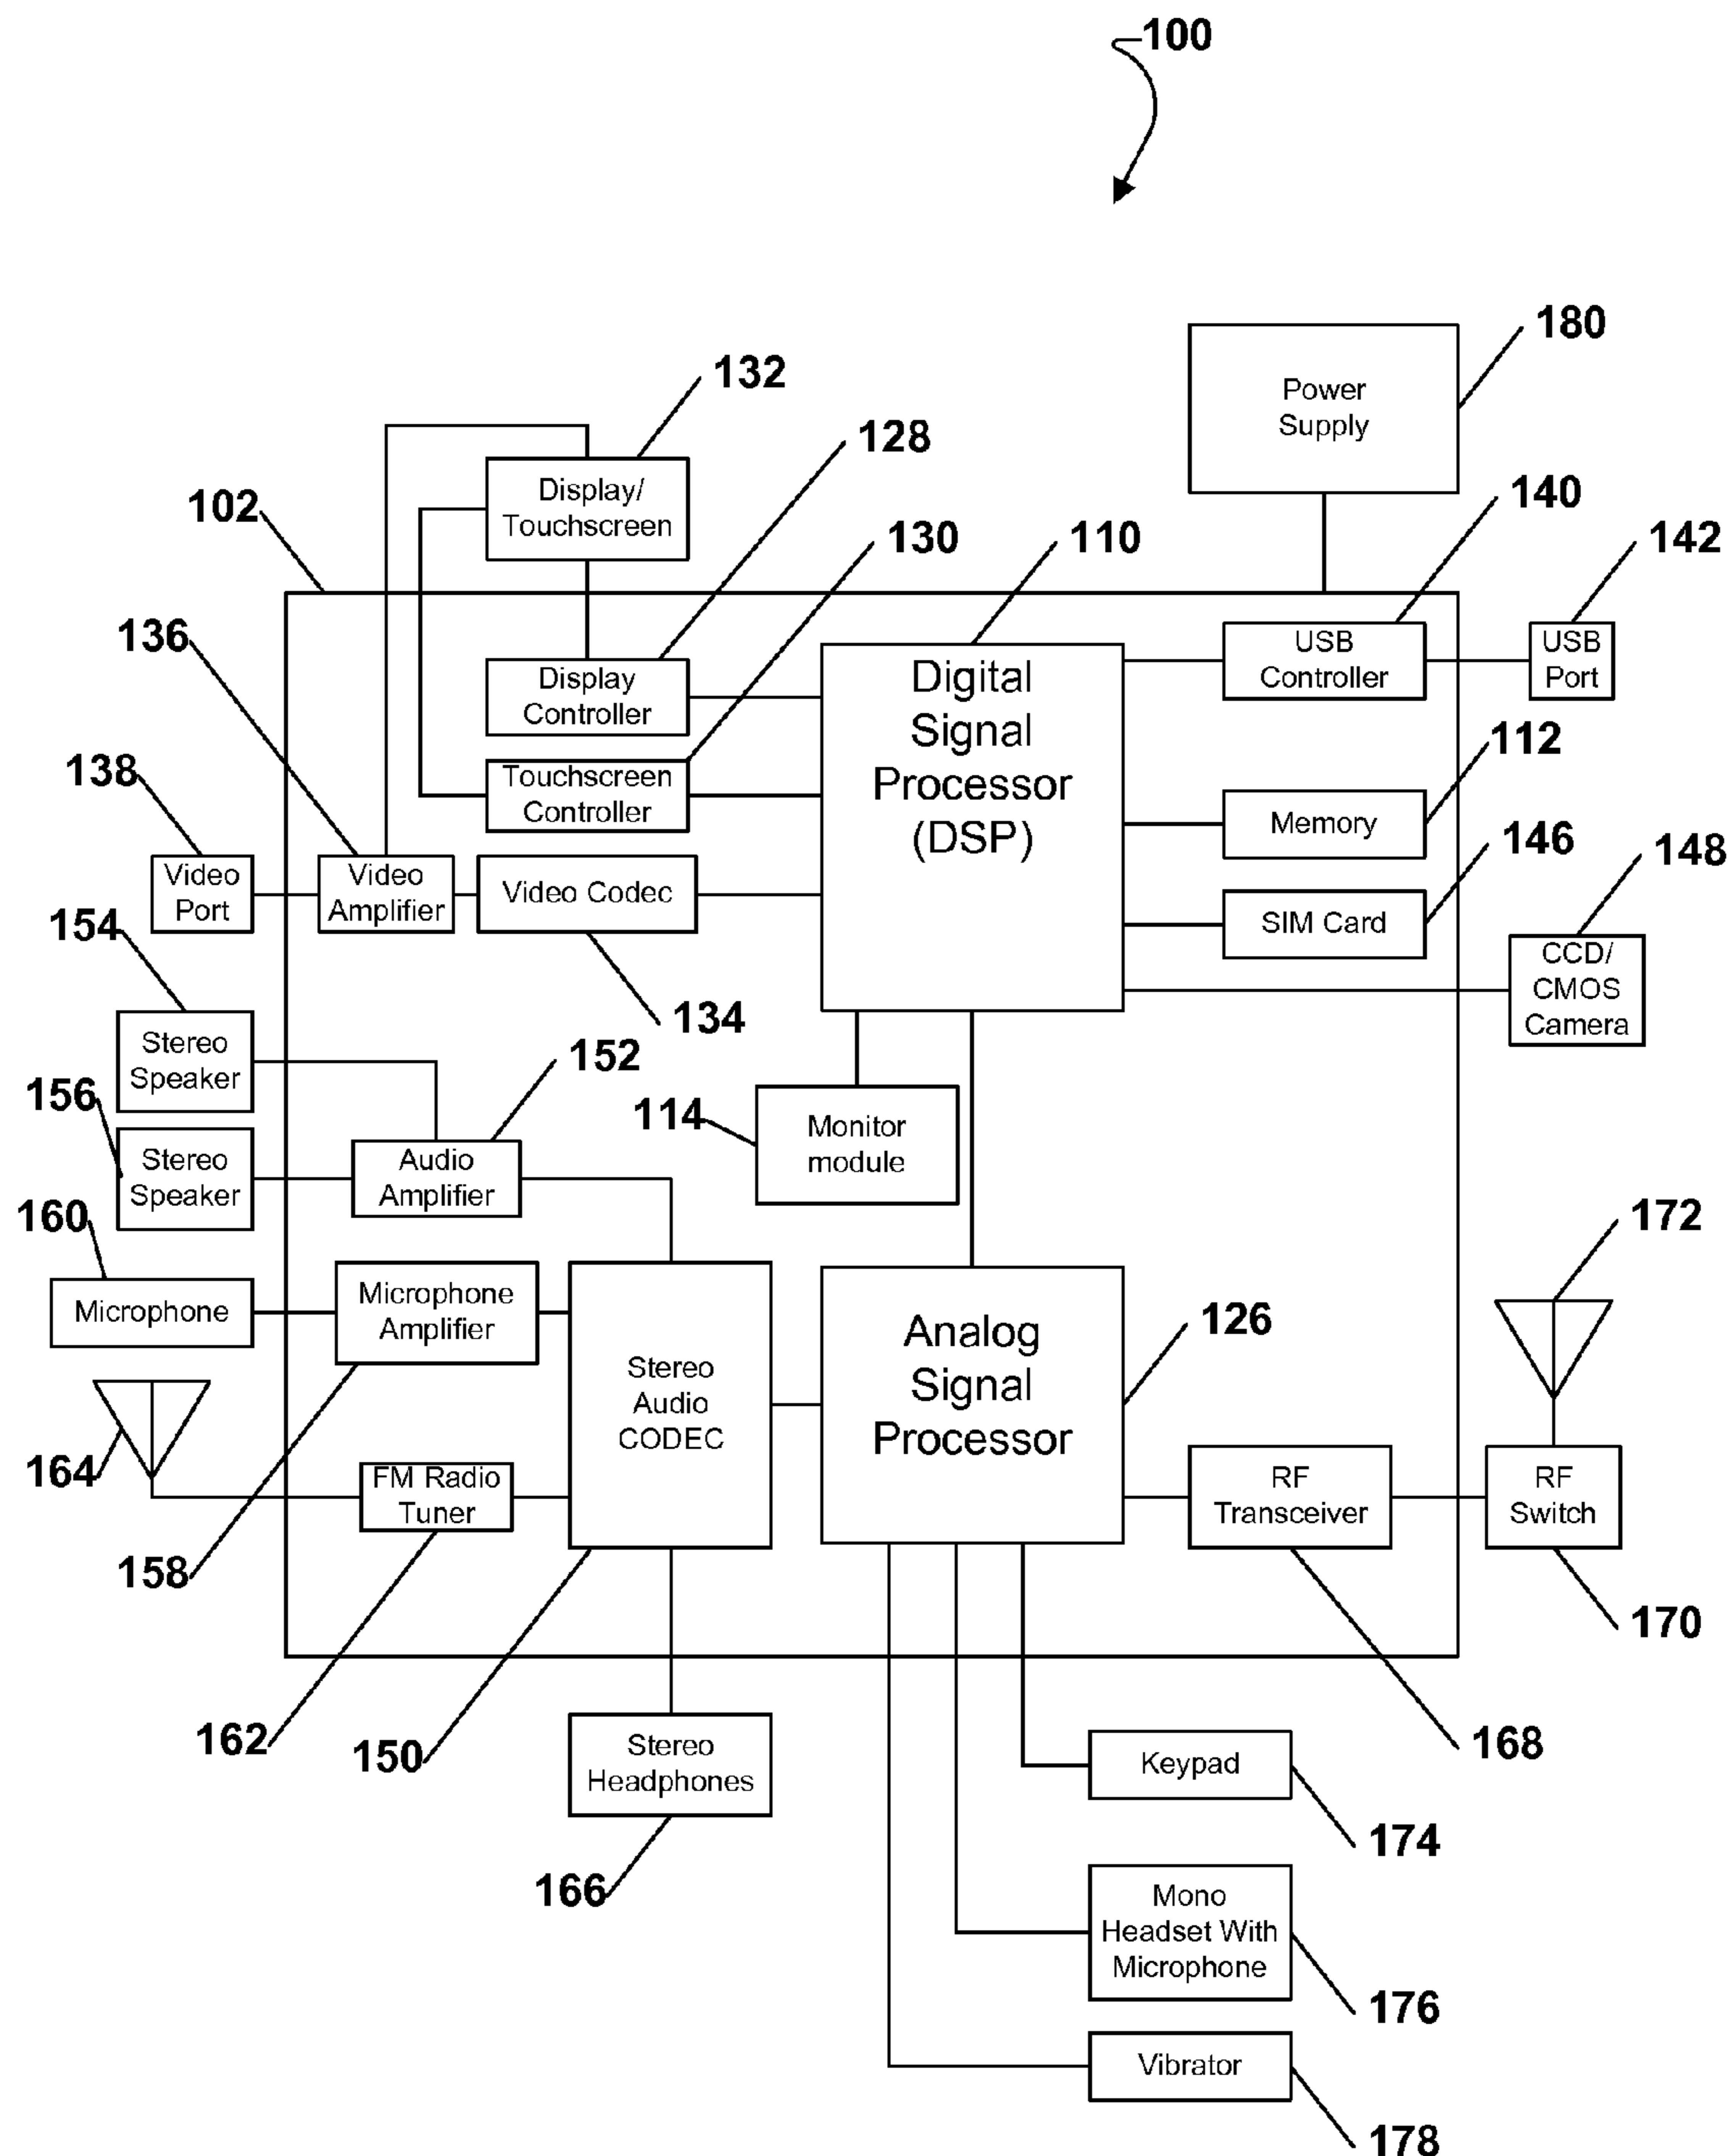 100
180
Power
Supply
132
128
Display/
Touchscreen
102
130
110
140
142
136
USB
Controller
USB
Port
Digital
Signal
Processor
(DSP)
Display
Controller
112
138
Touchscreen
Controller
Memory
146
148
Video
Port
Video
Amplifier
Video Codec
SIM Card
154
CCD/
CMOS
Camera
134
Stereo
Speaker
152
156
114
Monitor
module
Stereo
Speaker
Audio
Amplifier
160
172
Microphone
Microphone
Amplifier
Analog
Signal
Processor
126
Stereo
Audio
CODEC
164
FM Radio
Tuner
RF
Transceiver
RF
Switch
158
170
162
150
Stereo
Headphones
Keypad
168
174
166
Mono
Headset With
Microphone
176
Vibrator
178